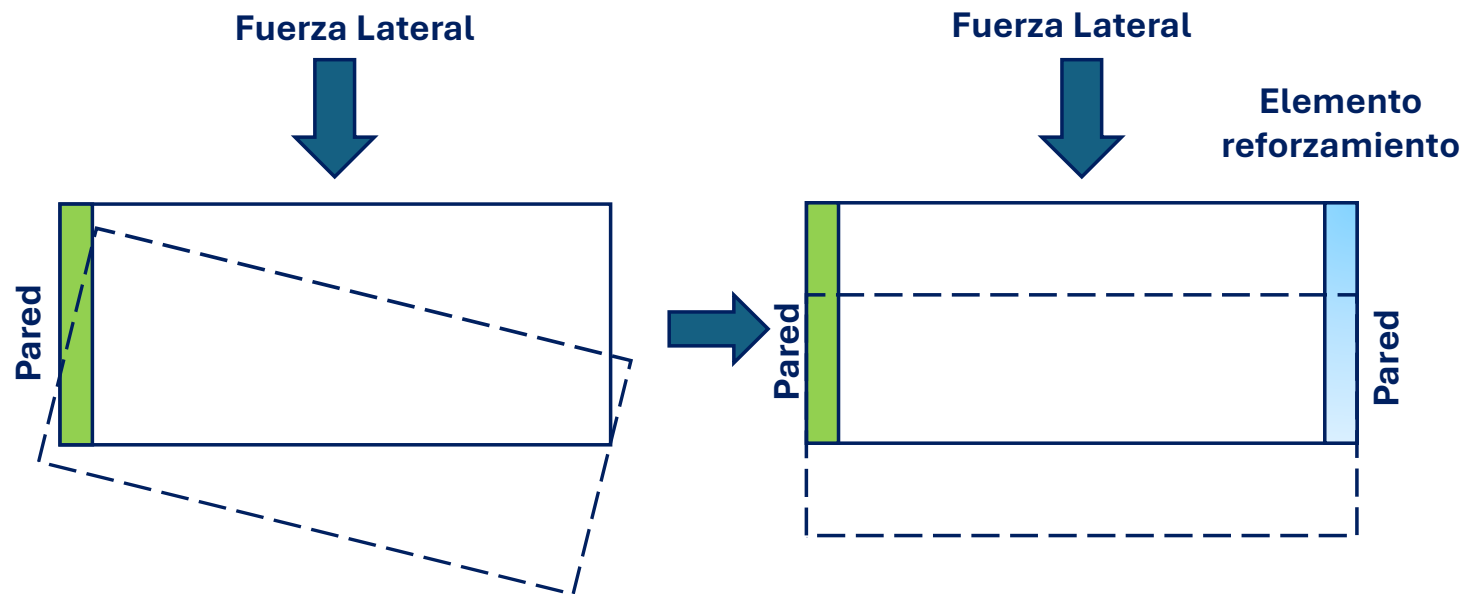 Fuerza Lateral
Fuerza Lateral
Elemento
reforzamiento
Pared
Pared
Pared